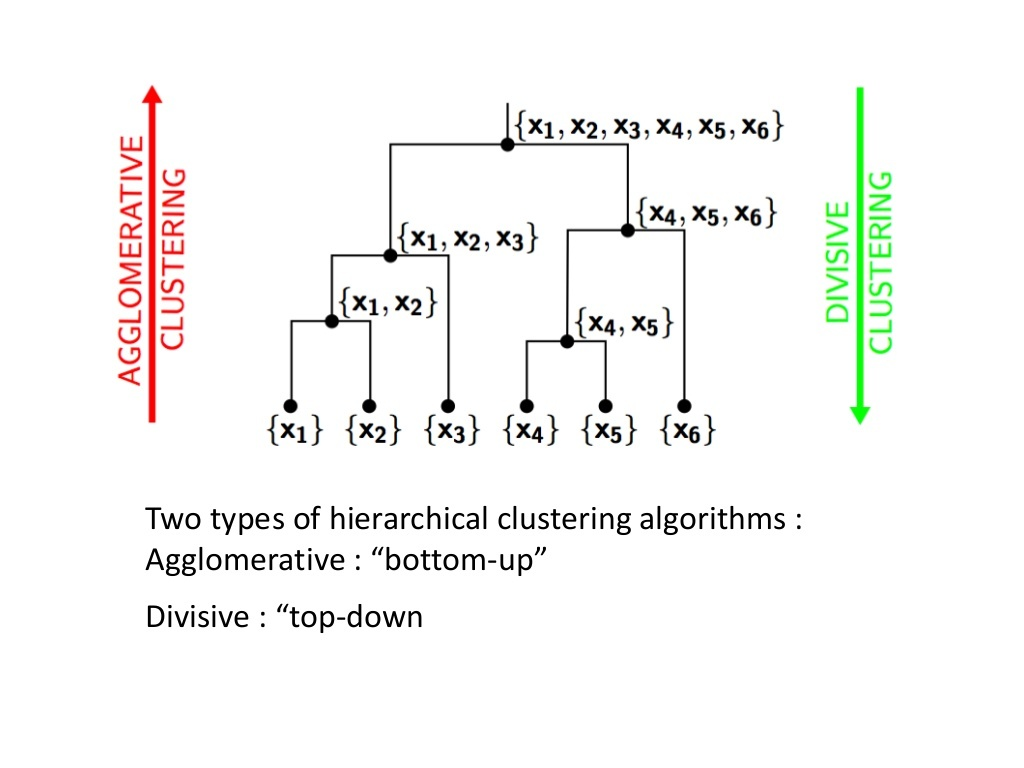 AGGLOMERATIVE
CLUSTERING
{x1, x2, x3, x4, x5, x6}
{x4, x5, x6}
{x1, x2, x3}
{x1, x2}
{x4, x5}
{x1} {x2} {x3} {x4} {x5} {x6}
DIVISIVE
CLUSTERING
Two types of hierarchical clustering algorithms :
Agglomerative : “bottom-up”
Divisive : “top-down